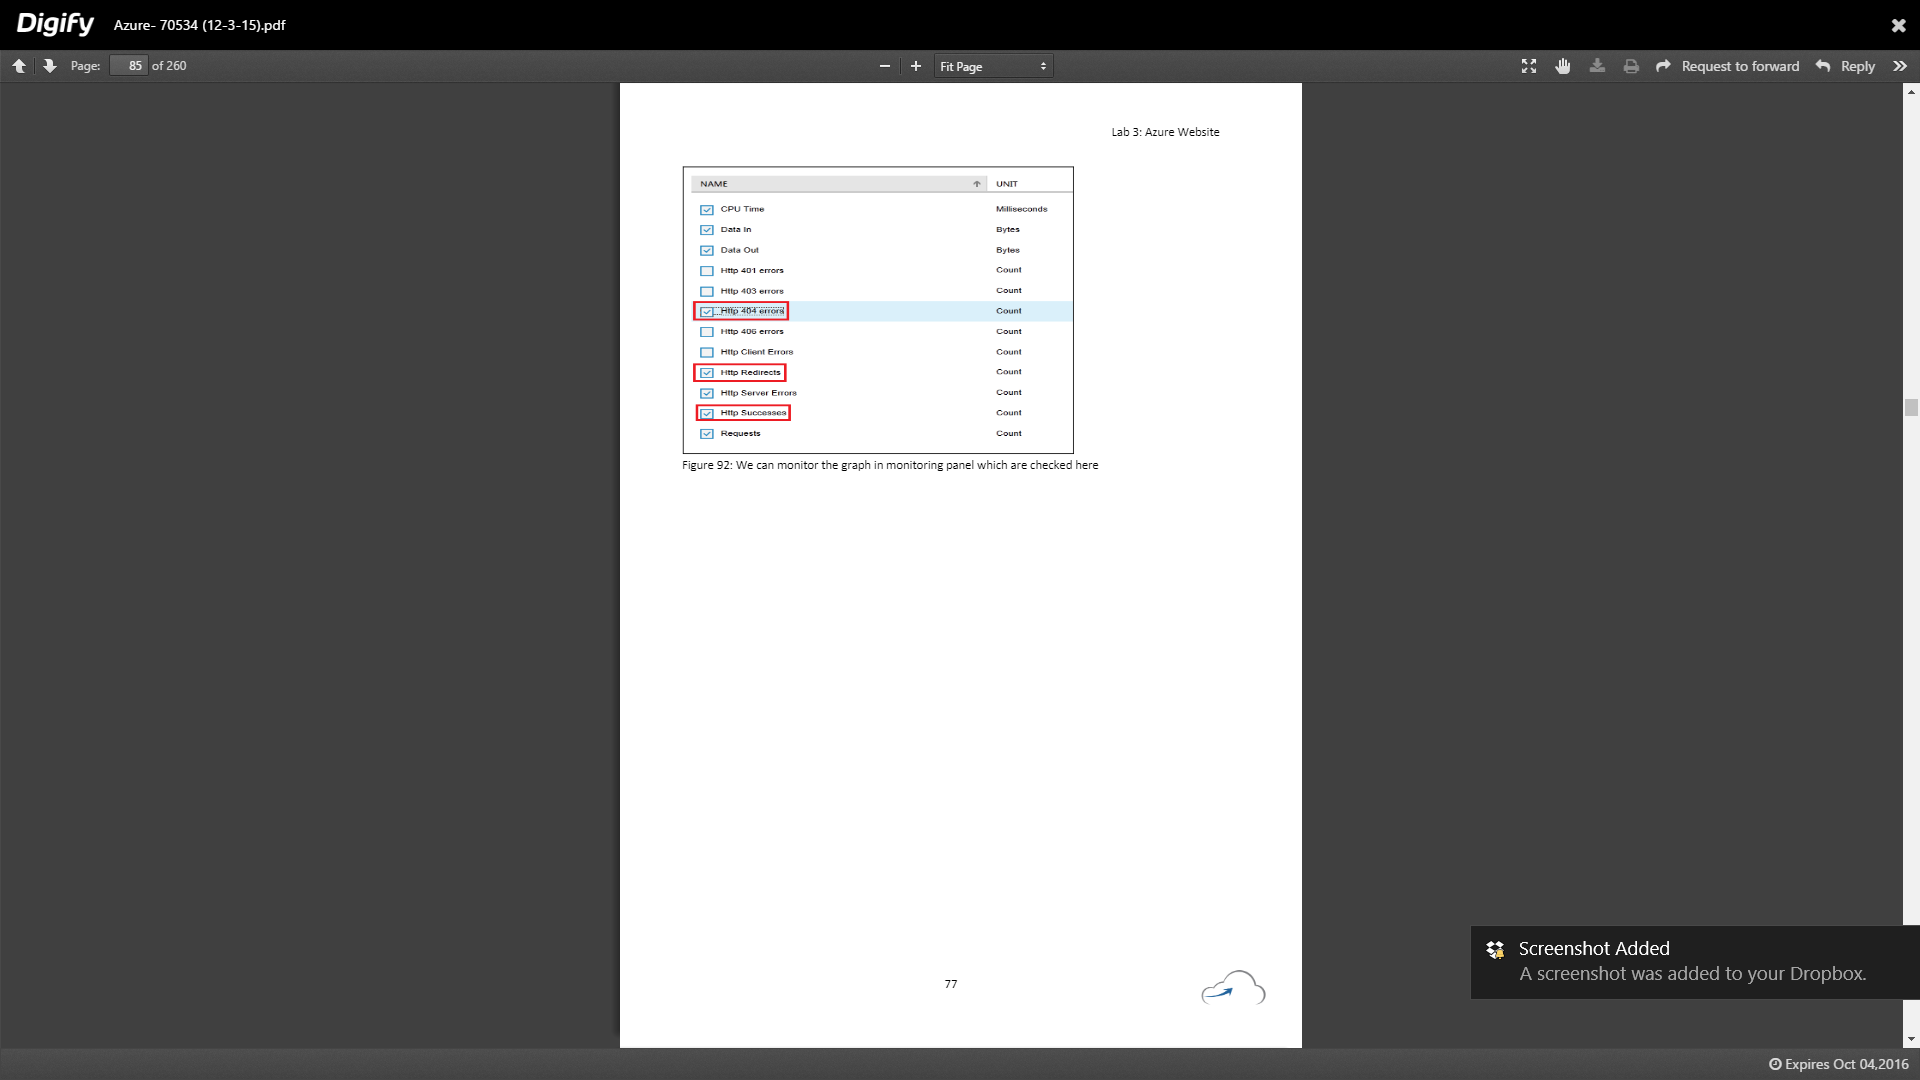 Digify Azure- 70534 (12-3-15).pdf
Page: 85 of 260 Fit Page Request to forward Reply
Lab 3: Azure Website
NAME UNIT
CPU Time Milliseconds
Data In Bytes
Data Out Bytes
Http 401 errors Count
Http 403 errors Count
Http 404 errors Count
Http 406 errors Count
Http Client Errors Count
Http Redirects Count
Http Server Errors Count
Http Successes Count
Requests Count
Figure 92: We can monitor the graph in monitoring panel which are checked here
77
Screenshot Added
A screenshot was added to your Dropbox.
Expires Oct 04,2016